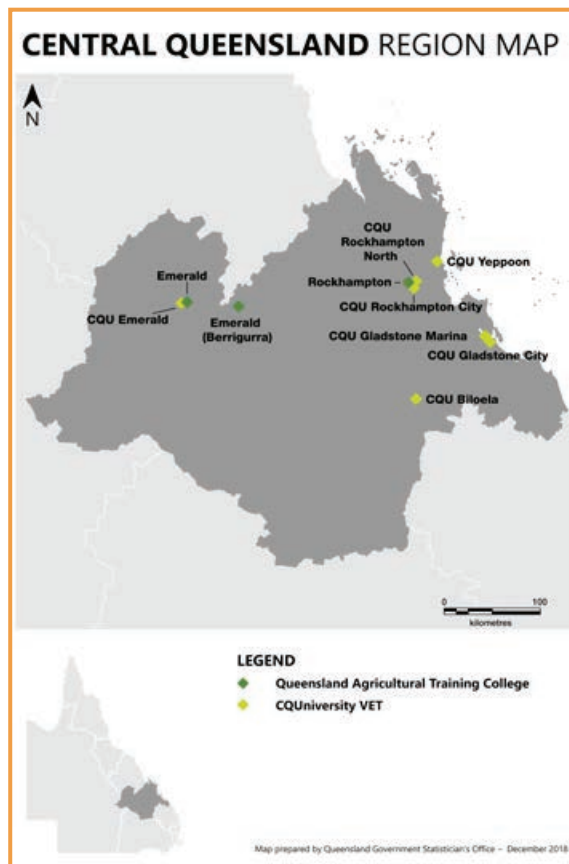 CENTRAL QUEENSLAND REGION MAP
N
CQU
Rockhampton
North
CQU Yeppoon
Emerald
Rockhampton
CQU Emerald
CQU Rockhampton City
Emerald
(Berrigurra)
CQU Gladstone Marina
CQU Gladstone City
CQU Biloela
0 100
kilometres
LEGEND
Queensland Agricultural Training College
CQUniversity VET
Map prepared by Queensland Government Statistician's Office – December 2018